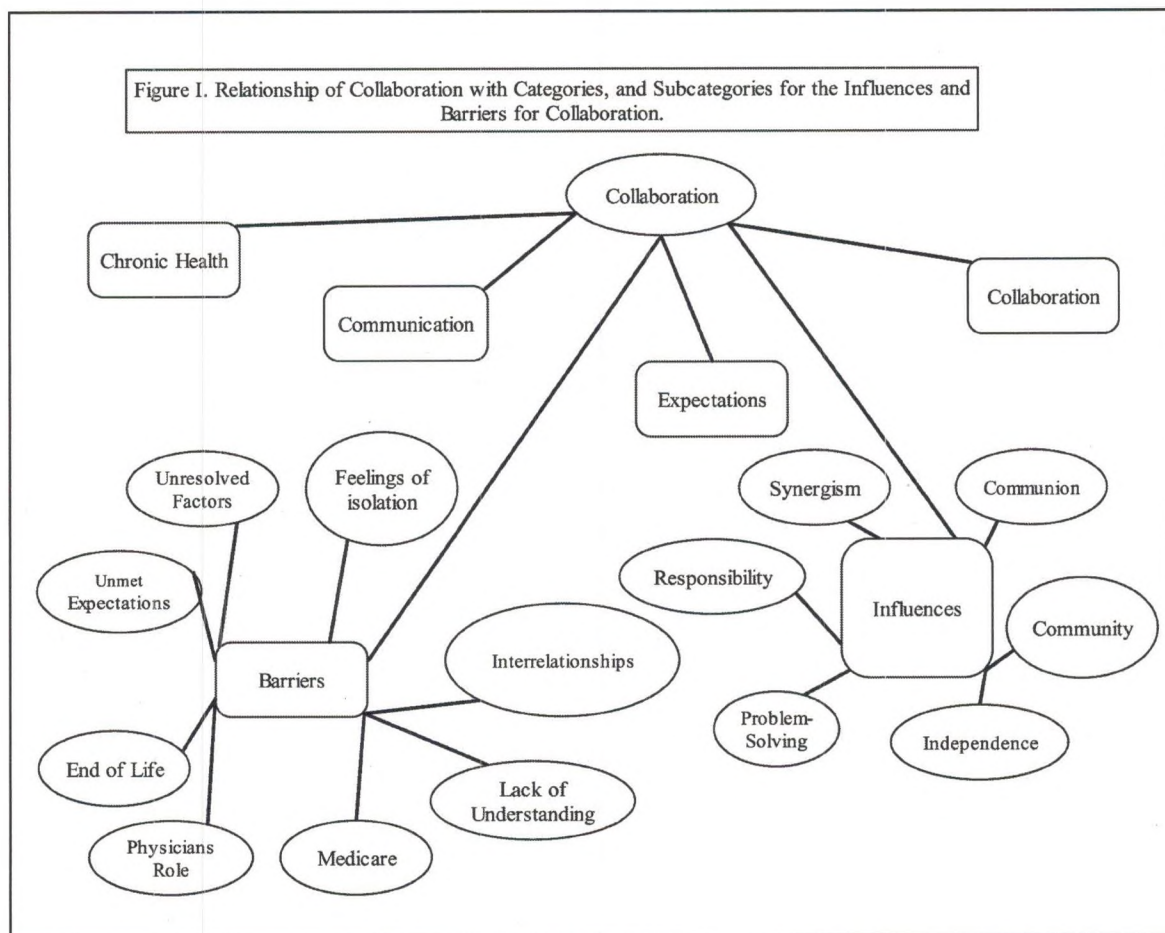 Figure I. Relationship of Collaboration with Categories, and Subcategories for the Influences and
Barriers for Collaboration.
Collaboration
Chronic Health
Communication
Collaboration
Expectations
Unresolved
Factors
Feelings of
isolation
Synergism
Communion
Unmet
Expectations
Responsibility
Influences
Community
Barriers
Interrelationships
Problem-
Solving
Independence
End of Life
Lack of
Understanding
Physicians
Role
Medicare